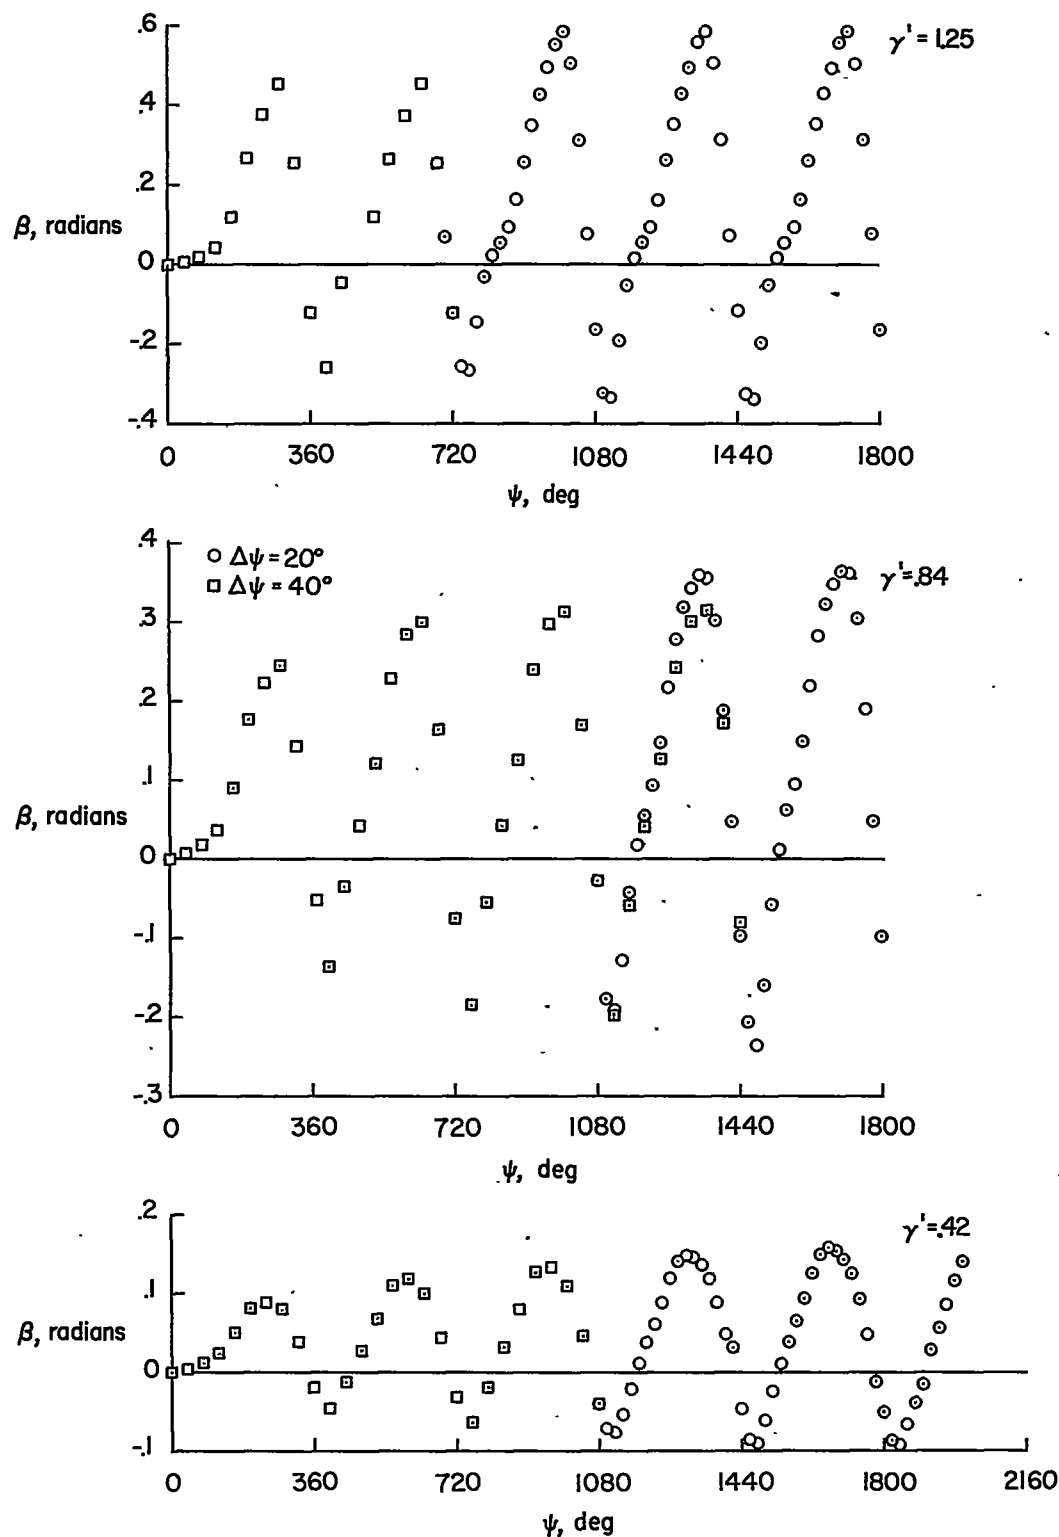 .6
γ' = 1.25
.4
.2
β, radians
0
-.2
-.4
0 360 720 1080 1440 1800
ψ, deg
.4
○ Δψ = 20°
□ Δψ = 40°
γ' = .84
.3
.2
.1
β, radians
0
-.1
-.2
-.3
0 360 720 1080 1440 1800
ψ, deg
.2
γ' = .42
.1
β, radians
0
-.1
0 360 720 1080 1440 1800 2160
ψ, deg